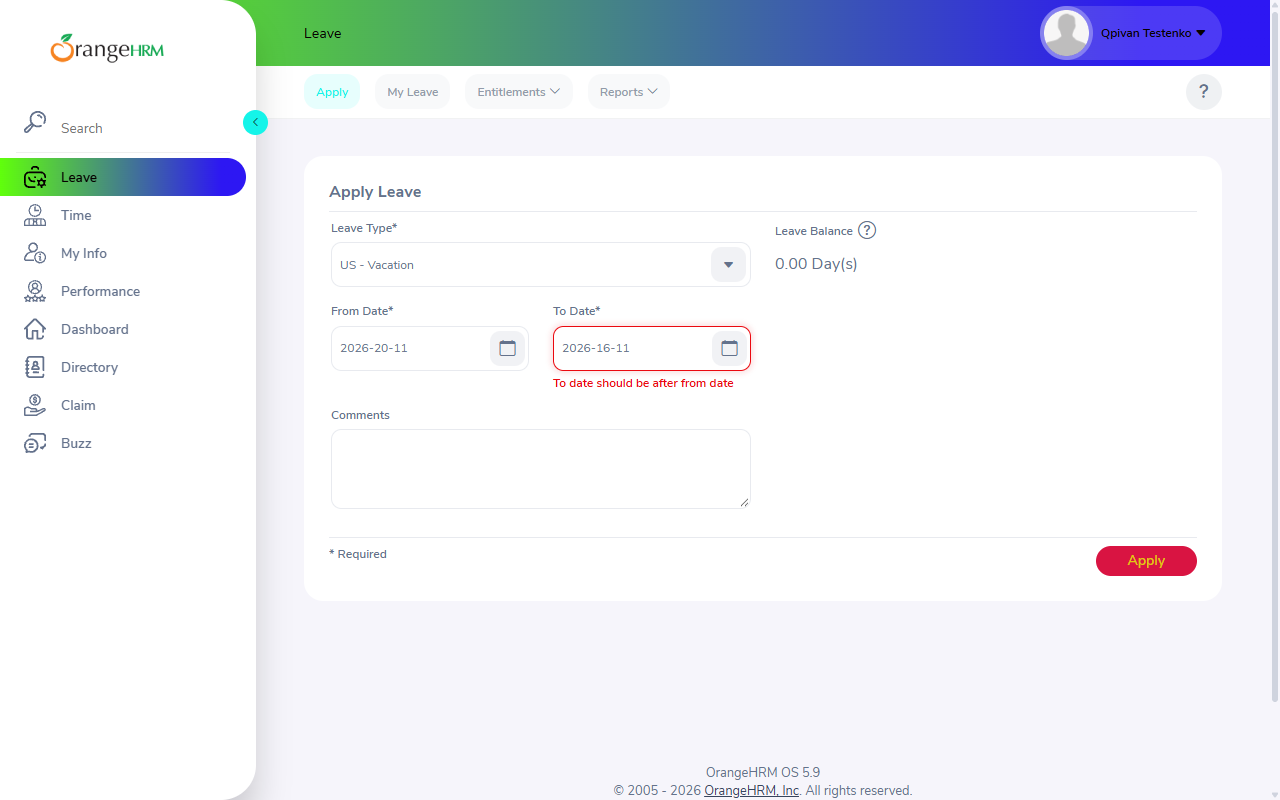 OrangeHRM
Search
Leave
Time
My Info
Performance
Dashboard
Directory
Claim
Buzz
Leave
Qpivan Testenko
Apply
My Leave
Entitlements
Reports
?
Apply Leave
Leave Type*
US - Vacation
Leave Balance ?
0.00 Day(s)
From Date*
2026-20-11
To Date*
2026-16-11
To date should be after from date
Comments
* Required
Apply
OrangeHRM OS 5.9
© 2005 - 2026 OrangeHRM, Inc. All rights reserved.